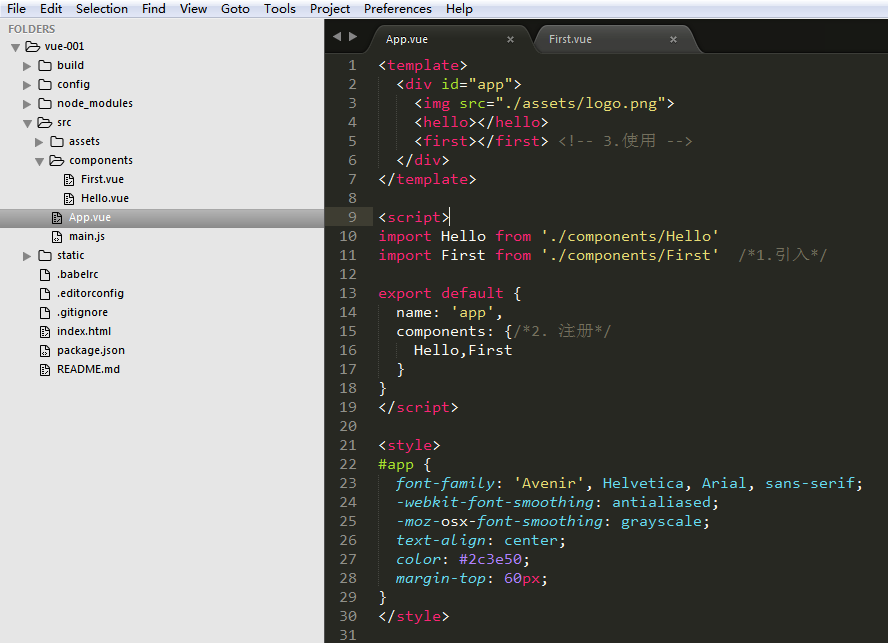 File Edit Selection Find View Goto Tools Project Preferences Help
FOLDERS
vue-001
build
config
node_modules
src
assets
components
First.vue
Hello.vue
App.vue
main.js
static
.babelrc
.editorconfig
.gitignore
index.html
package.json
README.md
App.vue × First.vue ×
1 <template>
2 <div id="app">
3 <img src="./assets/logo.png">
4 <hello></hello>
5 <first></first> <!-- 3.使用 -->
6 </div>
7 </template>
8
9 <script>
10 import Hello from './components/Hello'
11 import First from './components/First' /*1.引入*/
12
13 export default {
14 name: 'app',
15 components: {/*2. 注册*/
16 Hello,First
17 }
18 }
19 </script>
20
21 <style>
22 #app {
23 font-family: 'Avenir', Helvetica, Arial, sans-serif;
24 -webkit-font-smoothing: antialiased;
25 -moz-osx-font-smoothing: grayscale;
26 text-align: center;
27 color: #2c3e50;
28 margin-top: 60px;
29 }
30 </style>
31